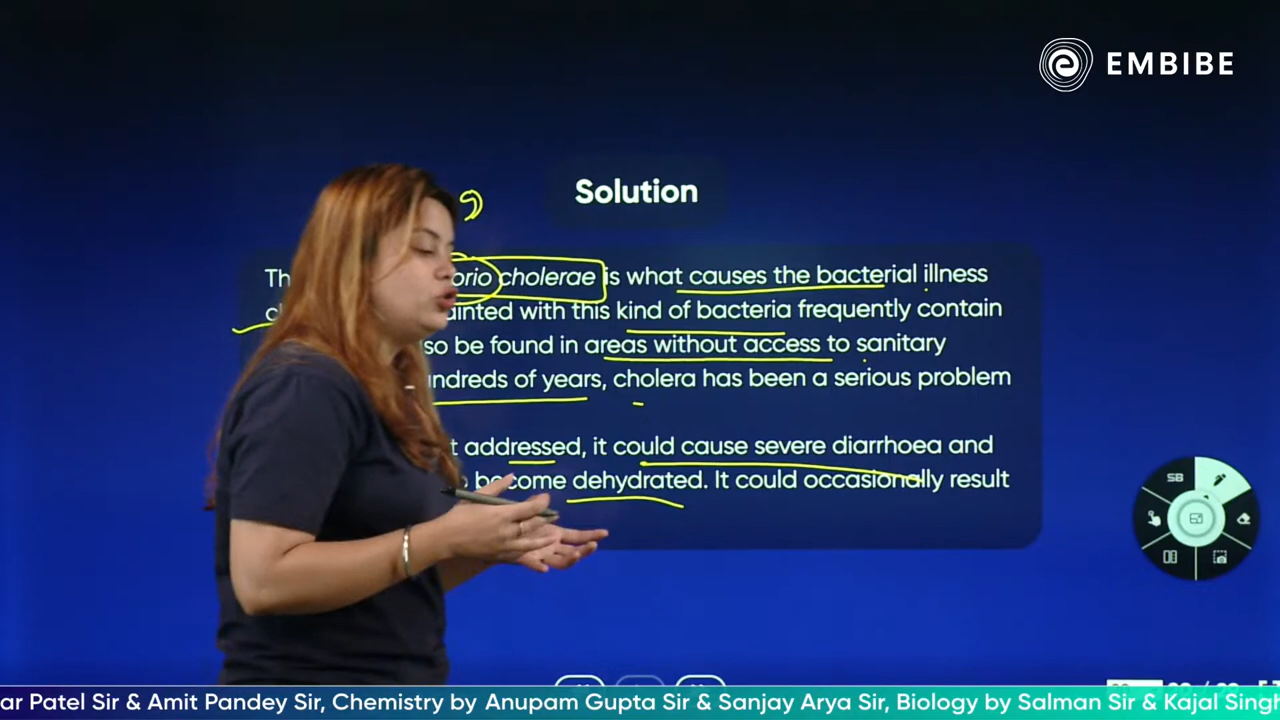 EMBIBE
Solution
Th orio cholerae is what causes the bacterial illness
c ainted with this kind of bacteria frequently contain
so be found in areas without access to sanitary
ndreds of years, cholera has been a serious problem
t addressed, it could cause severe diarrhoea and
become dehydrated. It could occasionally result
SB
ar Patel Sir & Amit Pandey Sir, Chemistry by Anupam Gupta Sir & Sanjay Arya Sir, Biology by Salman Sir & Kajal Singh